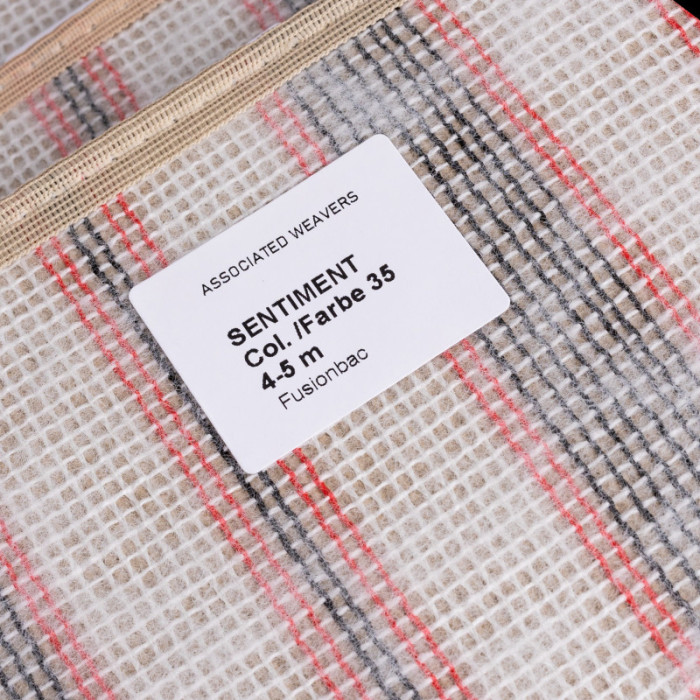 ASSOCIATED WEAVERS
SENTIMENT
Col. /Farbe 35
4-5 m
Fusionbac